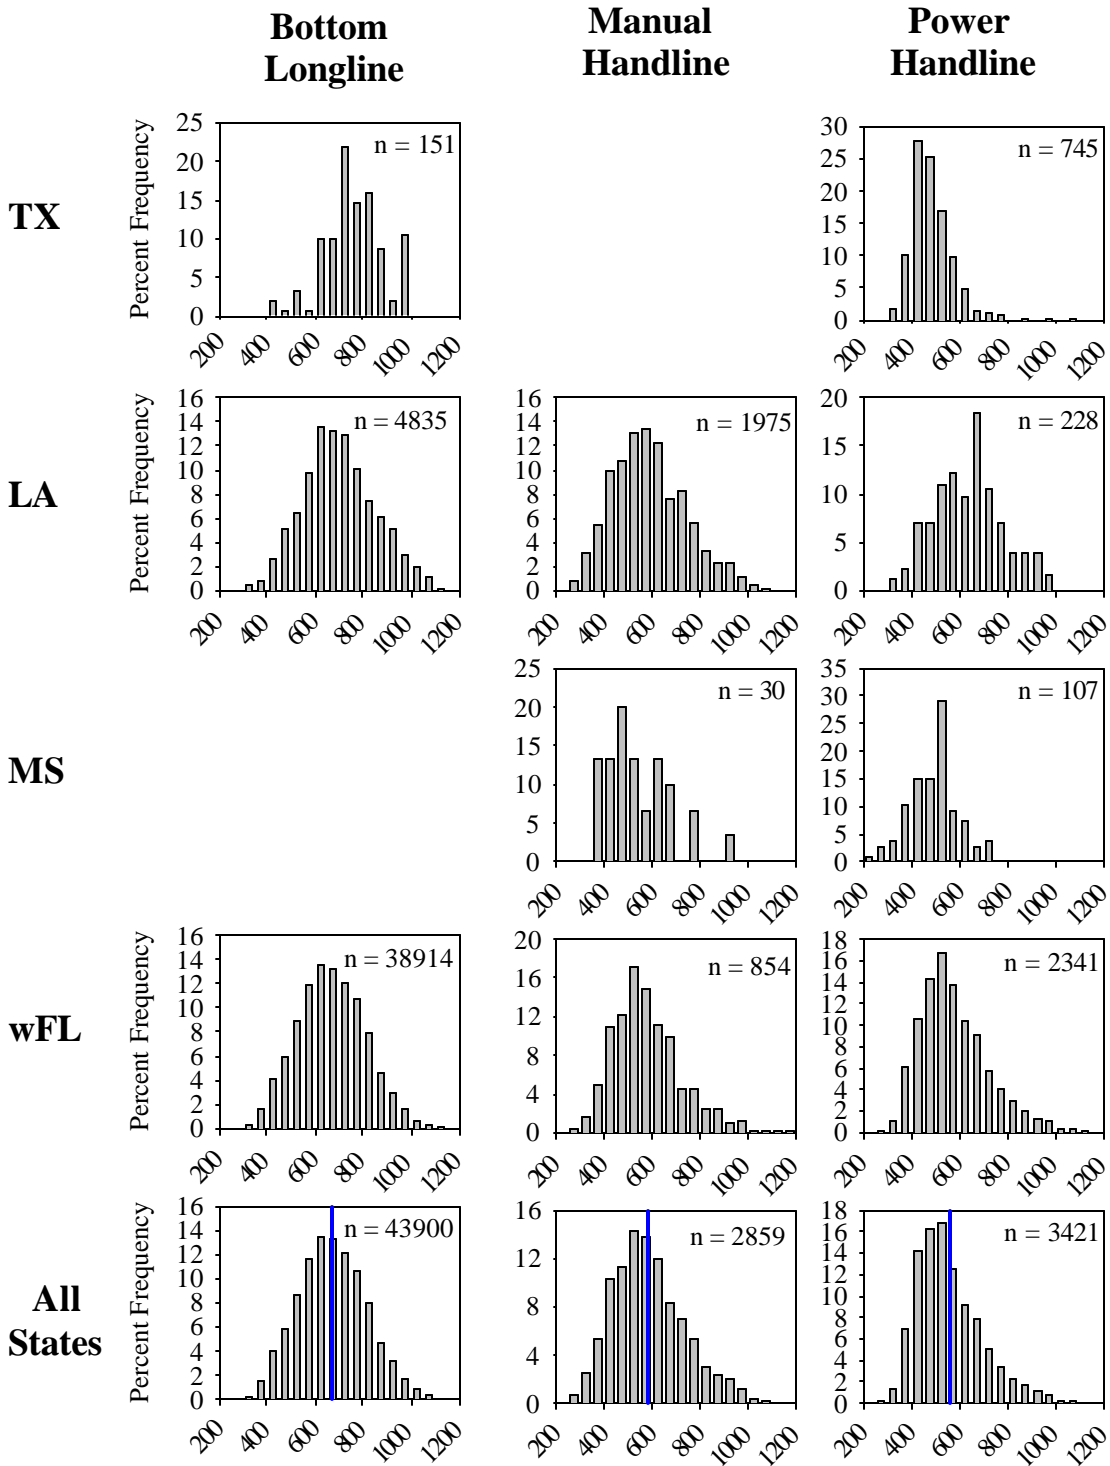 Bottom Longline
Manual Handline
Power Handline
TX
Percent Frequency
25
20
15
10
5
0
n = 151
200 400 600 800 1000 1200
30
25
20
15
10
5
0
n = 745
200 400 600 800 1000 1200
LA
Percent Frequency
16
14
12
10
8
6
4
2
0
n = 4835
200 400 600 800 1000 1200
16
14
12
10
8
6
4
2
0
n = 1975
200 400 600 800 1000 1200
20
15
10
5
0
n = 228
200 400 600 800 1000 1200
MS
25
20
15
10
5
0
n = 30
200 400 600 800 1000 1200
35
30
25
20
15
10
5
0
n = 107
200 400 600 800 1000 1200
wFL
Percent Frequency
16
14
12
10
8
6
4
2
0
n = 38914
200 400 600 800 1000 1200
20
16
12
8
4
0
n = 854
200 400 600 800 1000 1200
18
16
14
12
10
8
6
4
2
0
n = 2341
200 400 600 800 1000 1200
All States
Percent Frequency
16
14
12
10
8
6
4
2
0
n = 43900
200 400 600 800 1000 1200
16
12
8
4
0
n = 2859
200 400 600 800 1000 1200
18
16
14
12
10
8
6
4
2
0
n = 3421
200 400 600 800 1000 1200